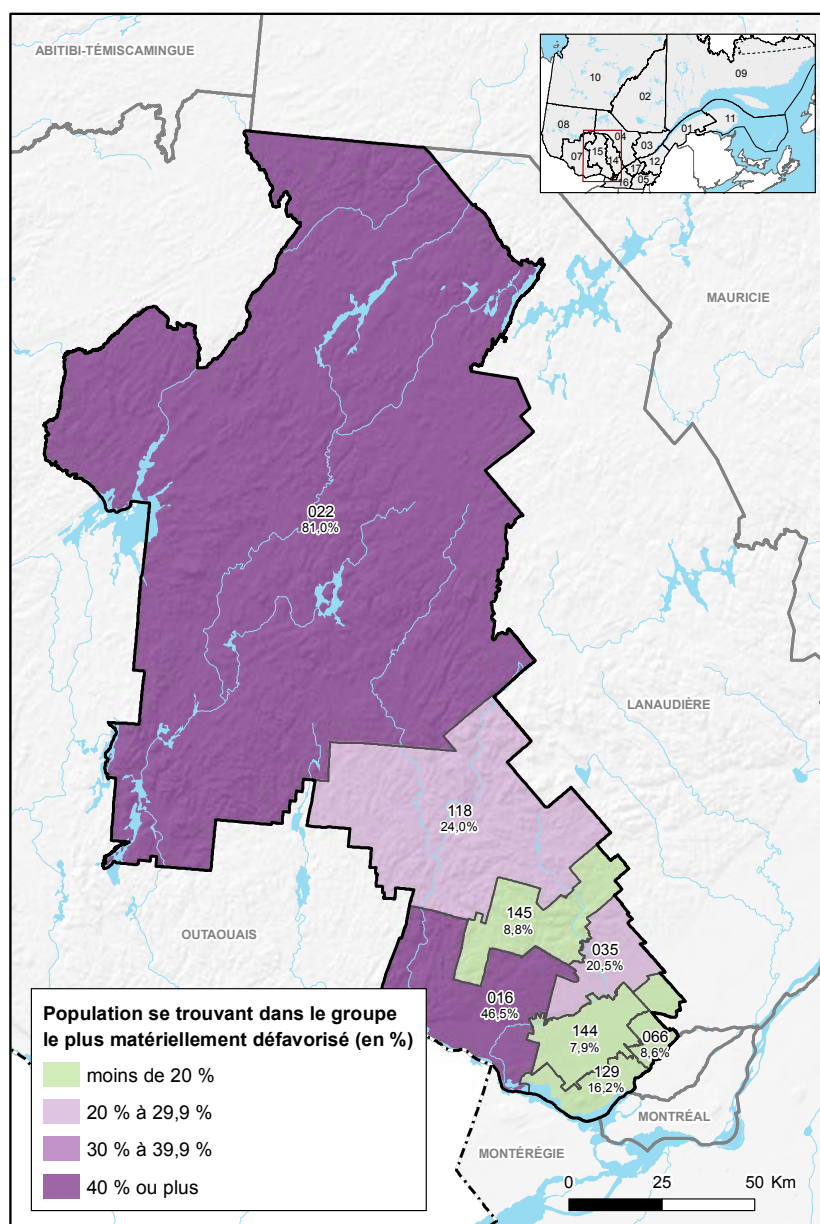 ABITIBI-TÉMISCAMINGUE
10
09
02
08
04
11
01
03
07
15
14
12
17
05
16
MAURICIE
022
81,0%
LANAUDIÈRE
118
24,0%
145
8,8%
OUTAOUAIS
035
20,5%
016
46,5%
144
7,9%
066
8,6%
129
16,2%
MONTRÉAL
MONTÉRÉGIE
Population se trouvant dans le groupe
le plus matériellement défavorisé (en %)
moins de 20 %
20 % à 29,9 %
30 % à 39,9 %
40 % ou plus
0 25 50 Km